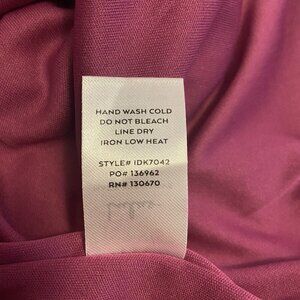 HAND WASH COLD
DO NOT BLEACH
LINE DRY
IRON LOW HEAT
STYLE# IDK7042
PO# 136962
RN# 130670